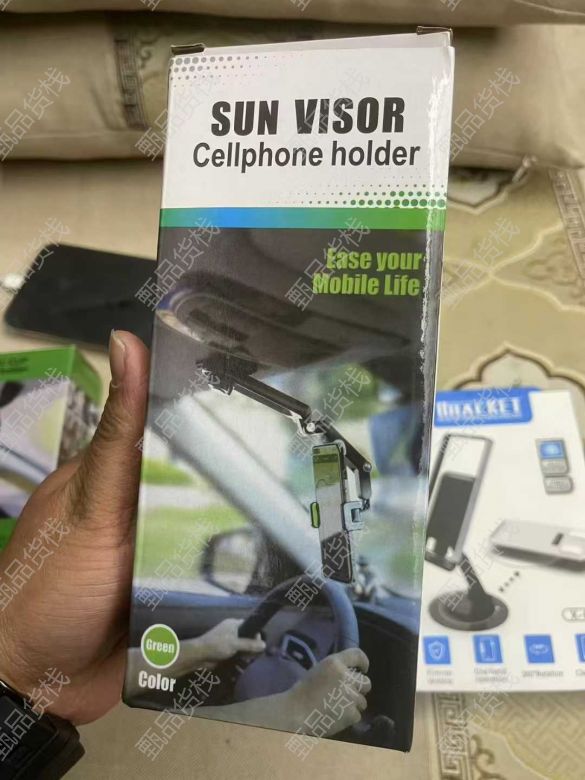 SUN VISOR
Cellphone holder
Ease your
Mobile Life
BRACKET
360°Rotation
Green
Color
甄品货栈